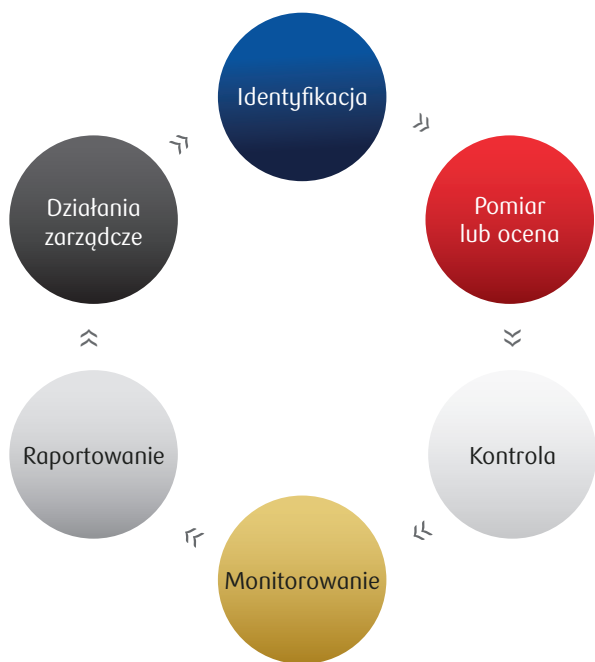 Identyfikacja
Pomiar
lub ocena
Kontrola
Monitorowanie
Raportowanie
Działania
zarządcze